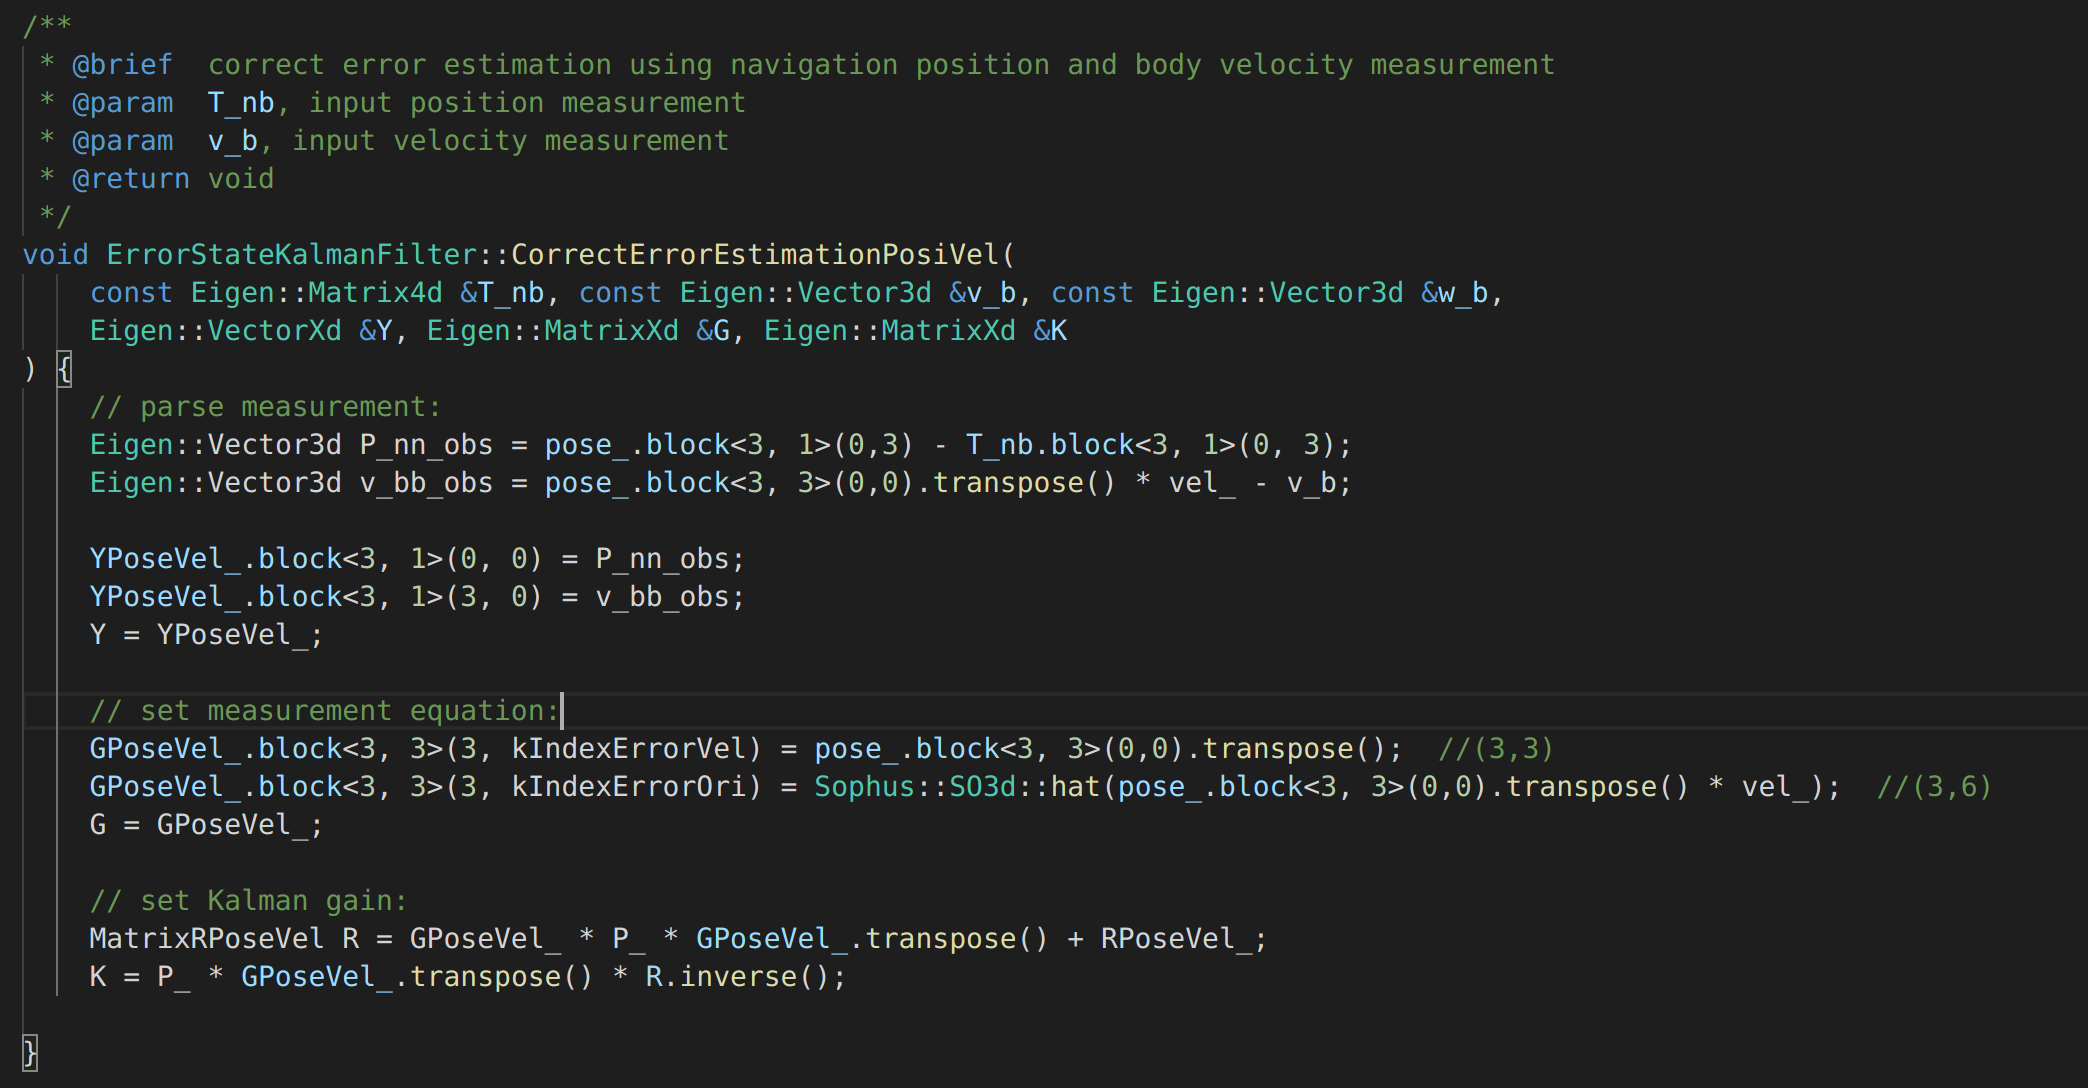 /**
 * @brief  correct error estimation using navigation position and body velocity measurement
 * @param  T_nb, input position measurement
 * @param  v_b, input velocity measurement
 * @return void
 */
void ErrorStateKalmanFilter::CorrectErrorEstimationPosiVel(
    const Eigen::Matrix4d &T_nb, const Eigen::Vector3d &v_b, const Eigen::Vector3d &w_b,
    Eigen::VectorXd &Y, Eigen::MatrixXd &G, Eigen::MatrixXd &K
) {
    // parse measurement:
    Eigen::Vector3d P_nn_obs = pose_.block<3, 1>(0,3) - T_nb.block<3, 1>(0, 3);
    Eigen::Vector3d v_bb_obs = pose_.block<3, 3>(0,0).transpose() * vel_ - v_b;
    YPoseVel_.block<3, 1>(0, 0) = P_nn_obs;
    YPoseVel_.block<3, 1>(3, 0) = v_bb_obs;
    Y = YPoseVel_;
    // set measurement equation:
    GPoseVel_.block<3, 3>(3, kIndexErrorVel) = pose_.block<3, 3>(0,0).transpose();  //(3,3)
    GPoseVel_.block<3, 3>(3, kIndexErrorOri) = Sophus::SO3d::hat(pose_.block<3, 3>(0,0).transpose() * vel_);  //(3,6)
    G = GPoseVel_;
    // set Kalman gain:
    MatrixRPoseVel R = GPoseVel_ * P_ * GPoseVel_.transpose() + RPoseVel_;
    K = P_ * GPoseVel_.transpose() * R.inverse();
}